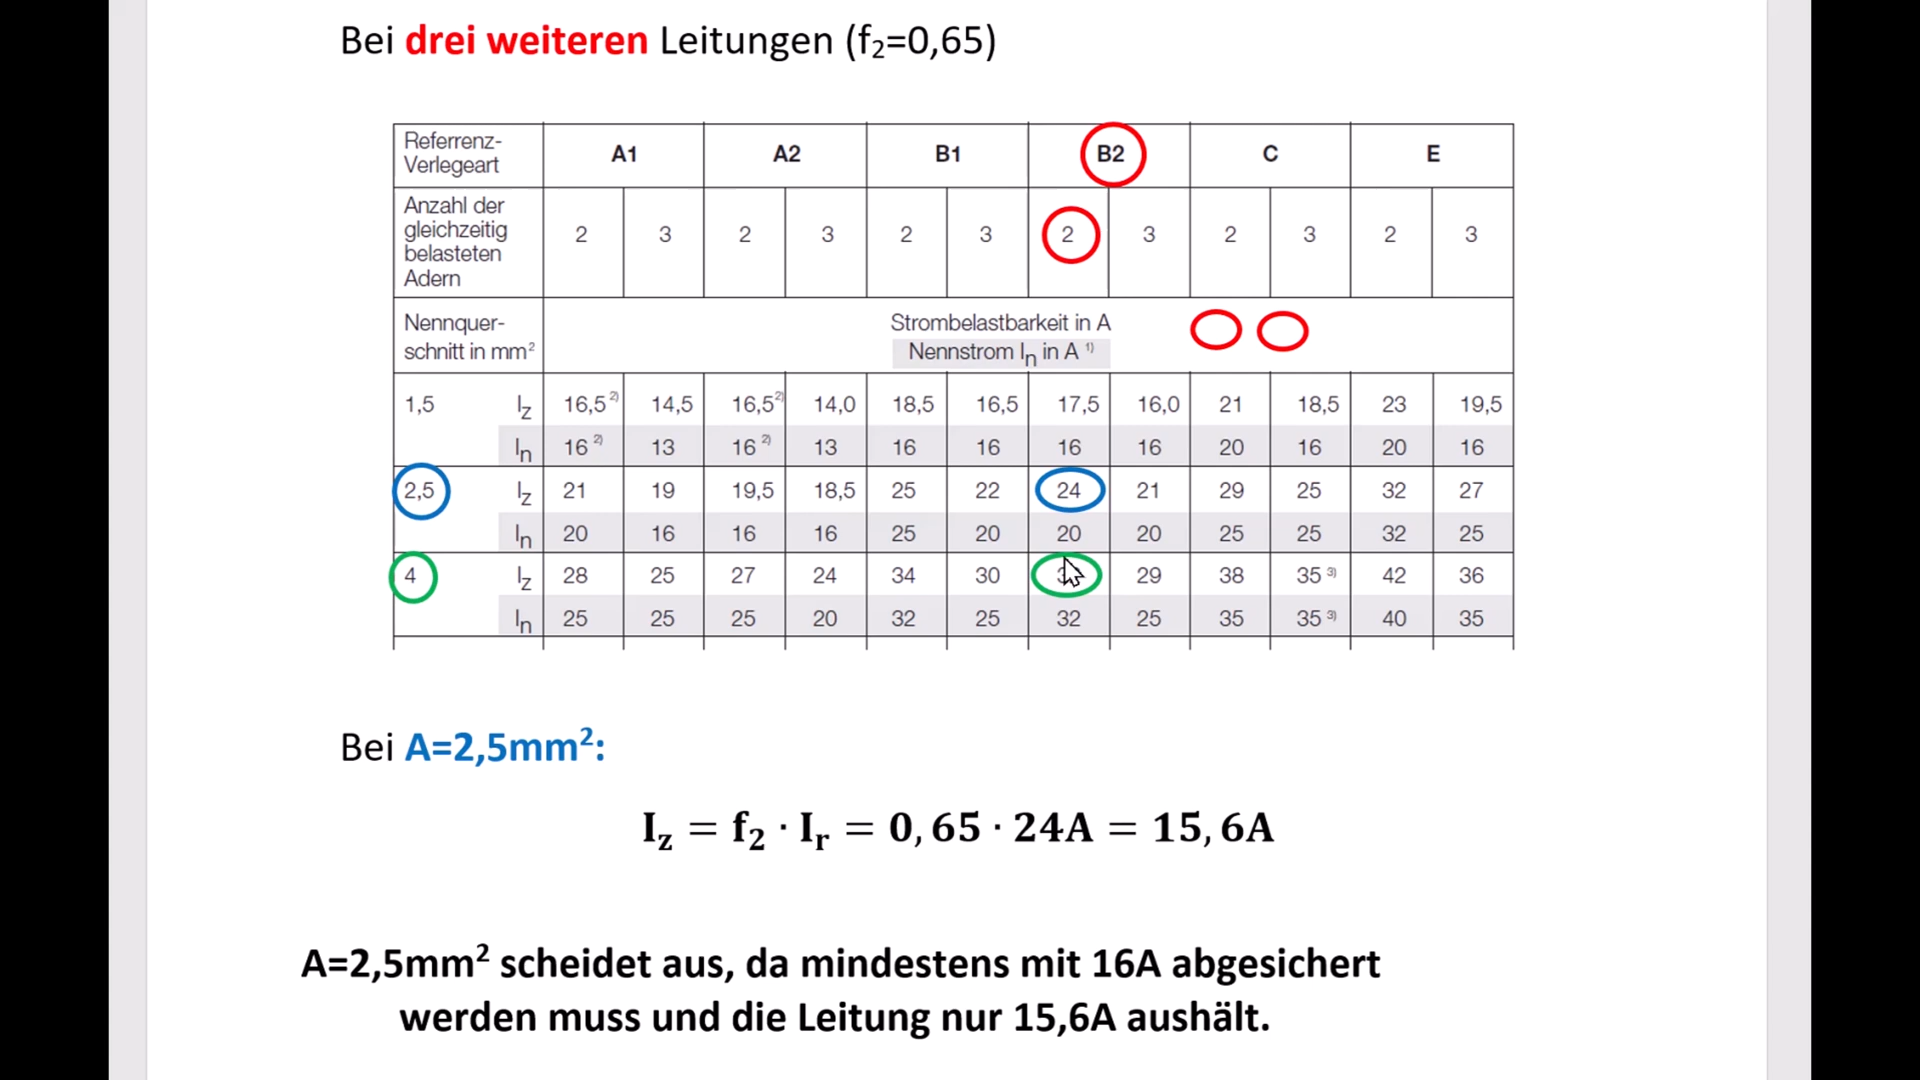 Bei drei weiteren Leitungen (f₂=0,65)
Referrenz-
Verlegeart A1 A2 B1 B2 C E
Anzahl der
gleichzeitig
belasteten
Adern 2 3 2 3 2 3 2 3 2 3 2 3
Nennquer-
schnitt in mm²
Strombelastbarkeit in A
Nennstrom Iₙ in A ¹⁾
1,5 I_z 16,5²⁾ 14,5 16,5²⁾ 14,0 18,5 16,5 17,5 16,0 21 18,5 23 19,5
Iₙ 16 ²⁾ 13 16 ²⁾ 13 16 16 16 16 20 16 20 16
2,5 I_z 21 19 19,5 18,5 25 22 24 21 29 25 32 27
Iₙ 20 16 16 16 25 20 20 20 25 25 32 25
4 I_z 28 25 27 24 34 30 29 38 35 ³⁾ 42 36
Iₙ 25 25 25 20 32 25 32 25 35 35 ³⁾ 40 35
Bei A=2,5mm²:
I_z = f₂ · I_r = 0,65 · 24A = 15,6A
A=2,5mm² scheidet aus, da mindestens mit 16A abgesichert
werden muss und die Leitung nur 15,6A aushält.